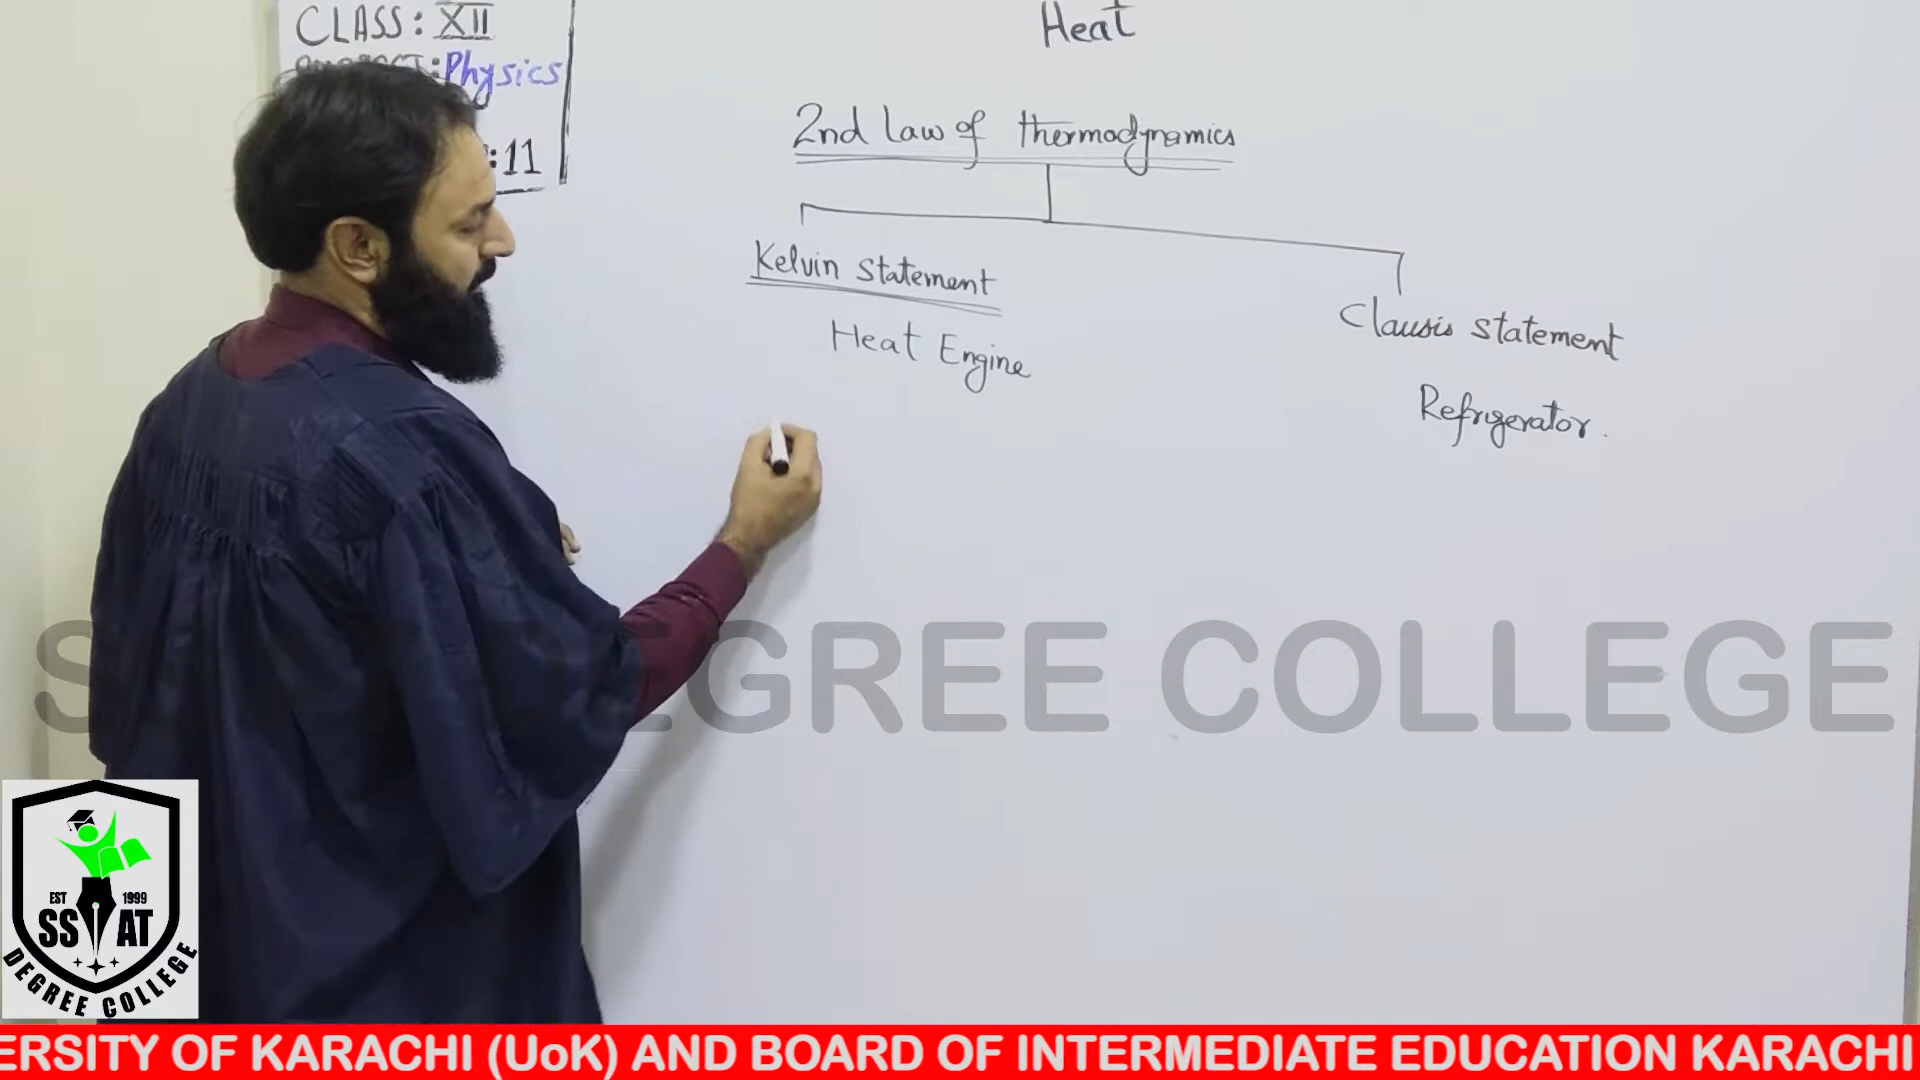 CLASS: XII
:Physics
:11
Heat
2nd Law of thermodynamics
Kelvin statement
Heat Engine
Clausis statement
Refrigerator.
DEGREE COLLEGE
EST 1999
SS AT
DEGREE COLLEGE
ERSITY OF KARACHI (UoK) AND BOARD OF INTERMEDIATE EDUCATION KARACHI